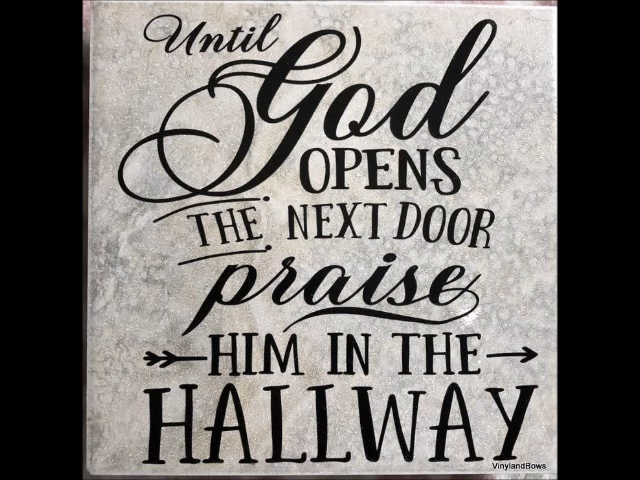 Until
God
OPENS
THE NEXT DOOR
praise
HIM IN THE
HALLWAY
VinylandBows